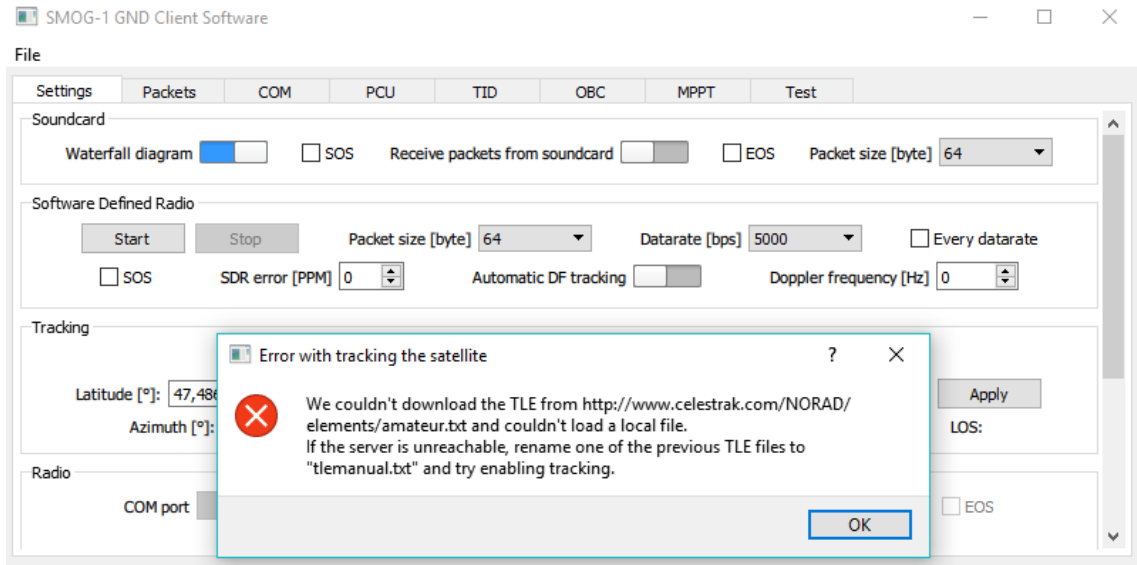 SMOG-1 GND Client Software
File
Settings Packets COM PCU TID OBC MPPT Test
Soundcard
Waterfall diagram SOS Receive packets from soundcard EOS Packet size [byte] 64
Software Defined Radio
Start Stop Packet size [byte] 64 Datarate [bps] 5000 Every datarate
SOS SDR error [PPM] 0 Automatic DF tracking Doppler frequency [Hz] 0
Tracking
Error with tracking the satellite ?
Latitude [°]: 47,486 Apply
We couldn't download the TLE from http://www.celestrak.com/NORAD/
elements/amateur.txt and couldn't load a local file.
Azimuth [°]: LOS:
If the server is unreachable, rename one of the previous TLE files to
"tlemanual.txt" and try enabling tracking.
Radio
COM port EOS
OK